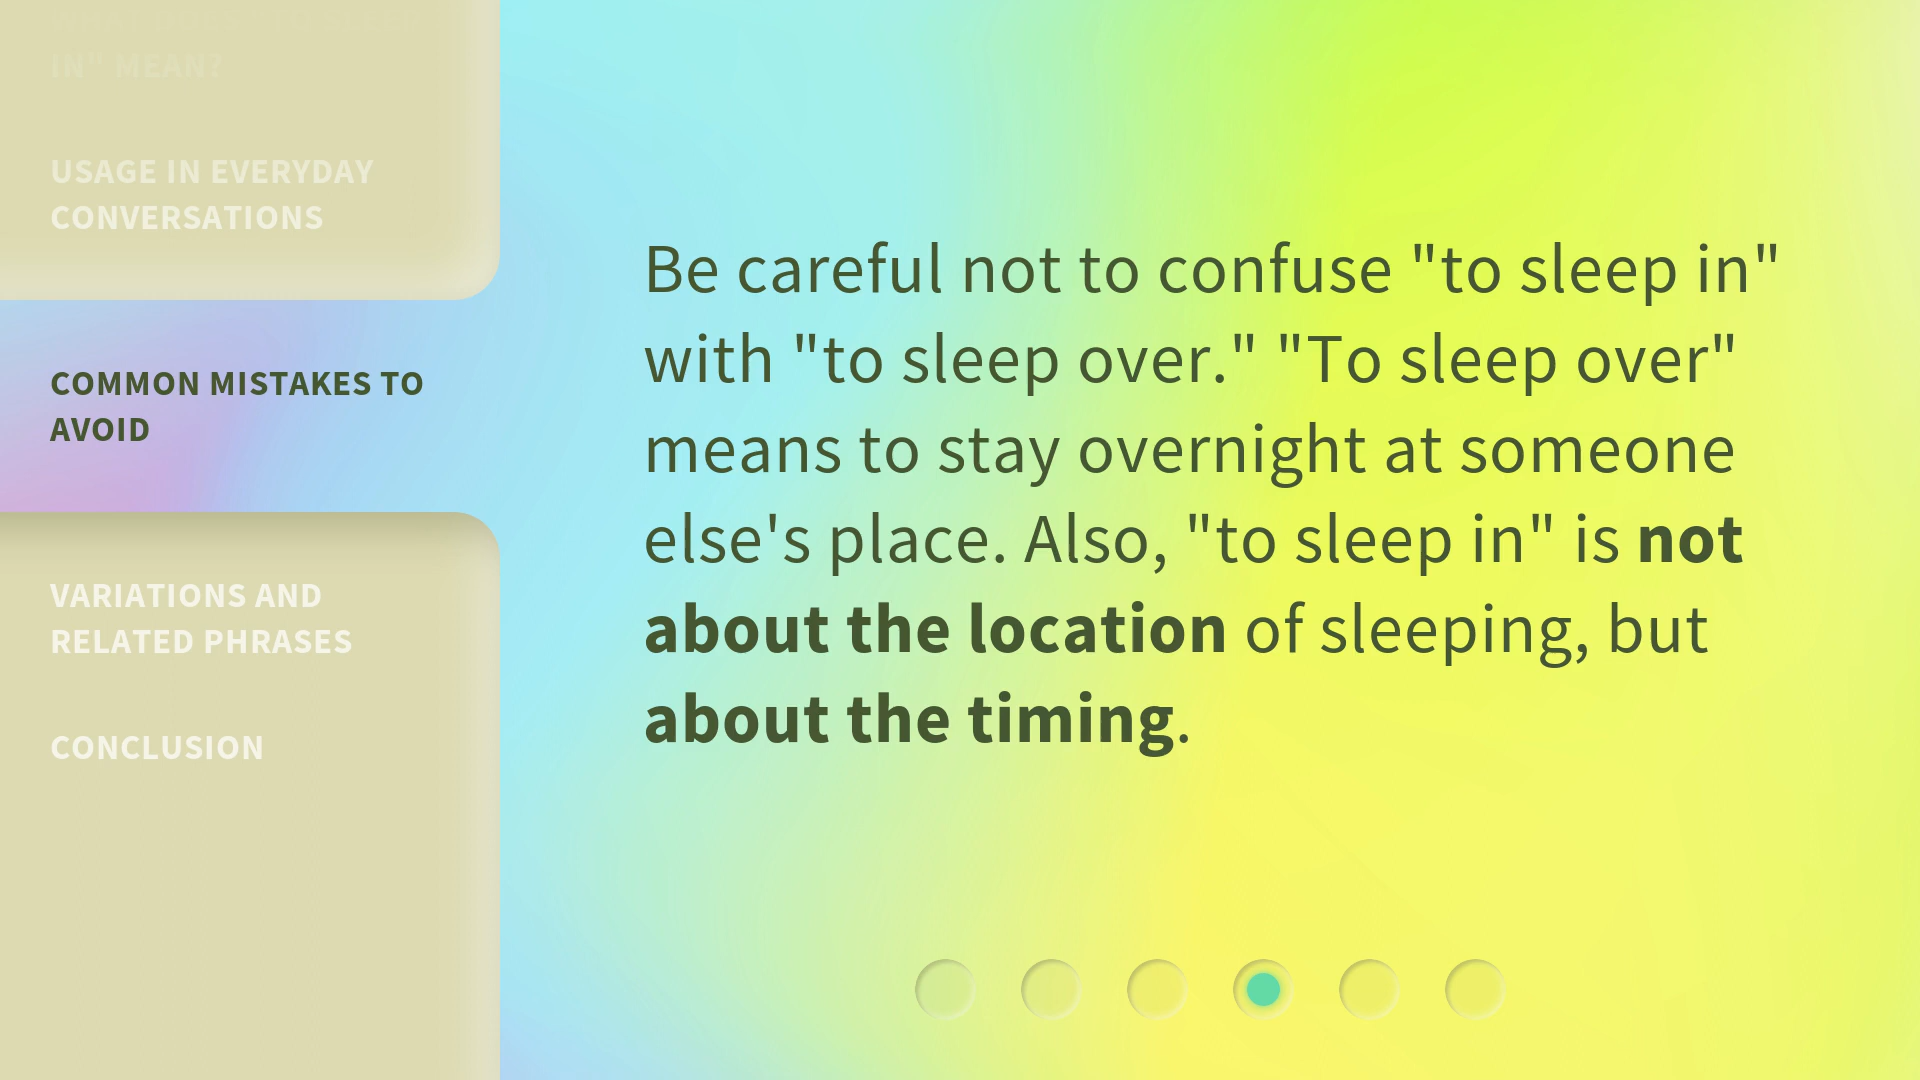 IN" MEAN?
USAGE IN EVERYDAY
CONVERSATIONS
COMMON MISTAKES TO
AVOID
VARIATIONS AND
RELATED PHRASES
CONCLUSION
Be careful not to confuse "to sleep in"
with "to sleep over." "To sleep over"
means to stay overnight at someone
else's place. Also, "to sleep in" is not
about the location of sleeping, but
about the timing.